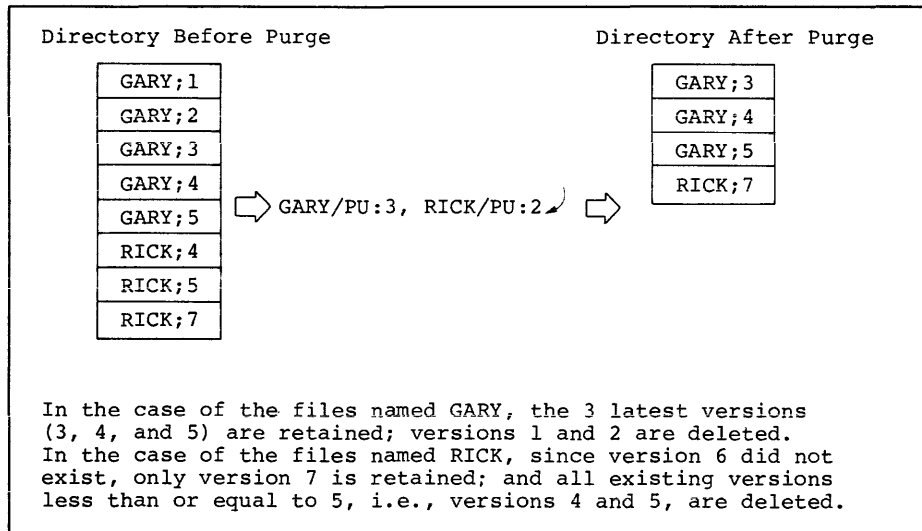 Directory Before Purge
Directory After Purge
GARY;1
GARY;2
GARY;3
GARY;4
GARY;5
RICK;4
RICK;5
RICK;7
GARY/PU:3, RICK/PU:2
GARY;3
GARY;4
GARY;5
RICK;7
In the case of the files named GARY, the 3 latest versions
(3, 4, and 5) are retained; versions 1 and 2 are deleted.
In the case of the files named RICK, since version 6 did not
exist, only version 7 is retained; and all existing versions
less than or equal to 5, i.e., versions 4 and 5, are deleted.